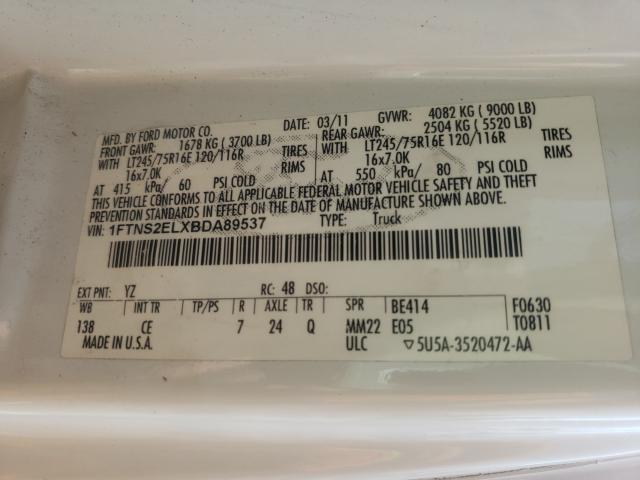 MFD. BY FORD MOTOR CO. DATE: 03/11 GVWR: 4082 KG ( 9000 LB)
FRONT GAWR: 1678 KG ( 3700 LB) REAR GAWR: 2504 KG ( 5520 LB)
WITH LT245/75R16E 120/116R TIRES WITH LT245/75R16E 120/116R TIRES
16x7.0K RIMS 16x7.0K RIMS
AT 415 kPa/ 60 PSI COLD AT 550 kPa/ 80 PSI COLD
THIS VEHICLE CONFORMS TO ALL APPLICABLE FEDERAL MOTOR VEHICLE SAFETY AND THEFT
PREVENTION STANDARDS IN EFFECT ON THE DATE OF MANUFACTURE SHOWN ABOVE.
VIN: 1FTNS2ELXBDA89537 TYPE: Truck
EXT PNT: YZ RC: 48 DSO:
WB INT TR TP/PS R AXLE TR SPR BE414 F0630
138 CE 7 24 Q MM22 E05 T0811
MADE IN U.S.A. ULC ▽5U5A-3520472-AA